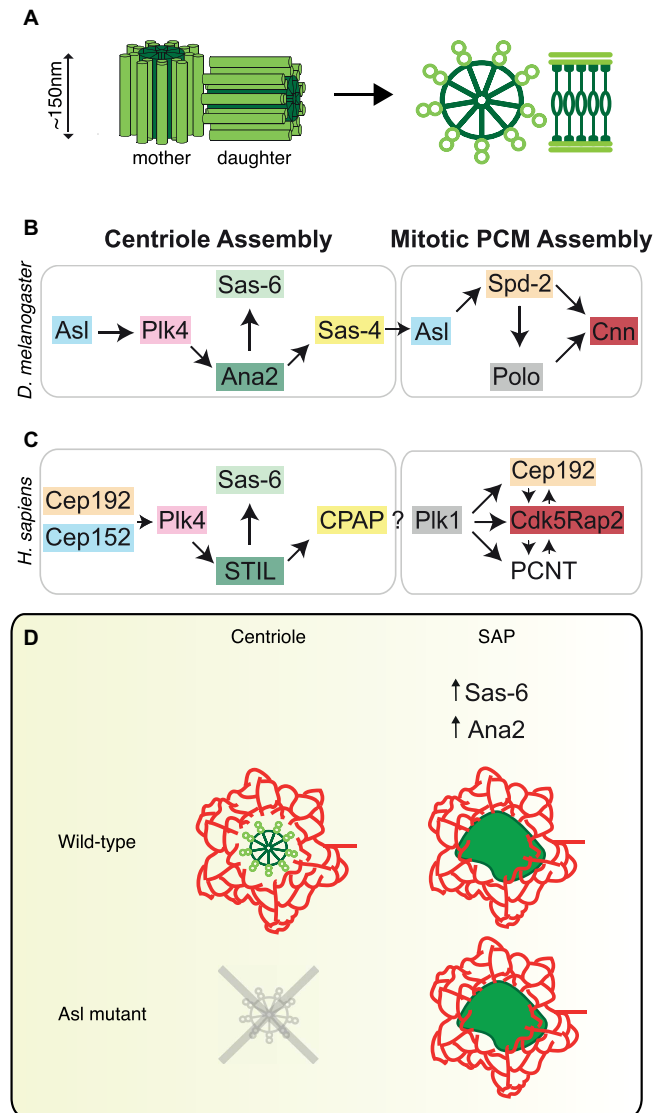 A
~150nm
mother
daughter
B
Centriole Assembly
Mitotic PCM Assembly
D. melanogaster
Asl
Plk4
Sas-6
Ana2
Sas-4
Asl
Spd-2
Polo
Cnn
C
H. sapiens
Cep192
Cep152
Plk4
Sas-6
STIL
CPAP
?
Plk1
Cep192
Cdk5Rap2
PCNT
D
Centriole
SAP
Sas-6
Ana2
Wild-type
Asl mutant